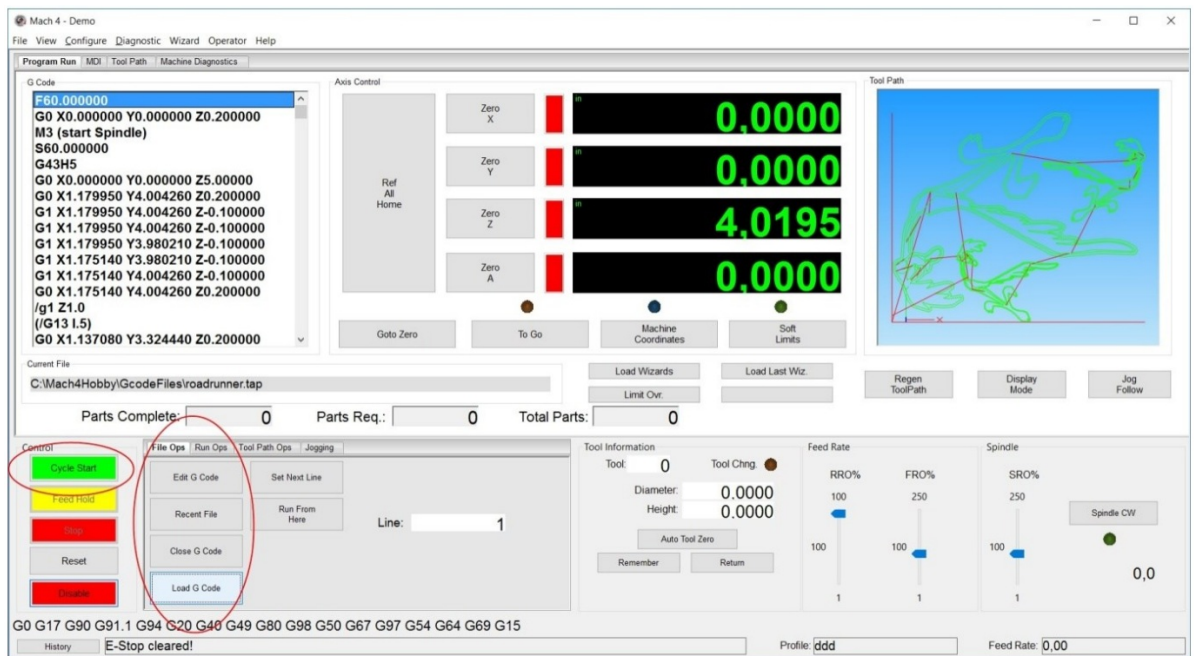 Mach 4 - Demo
File View Configure Diagnostic Wizard Operator Help
Program Run MDI Tool Path Machine Diagnostics
G Code
F60.000000
G0 X0.000000 Y0.000000 Z0.200000
M3 (start Spindle)
S60.000000
G43H5
G0 X0.000000 Y0.000000 Z5.00000
G0 X1.179950 Y4.004260 Z0.200000
G1 X1.179950 Y4.004260 Z-0.100000
G1 X1.179950 Y3.980210 Z-0.100000
G1 X1.175140 Y3.980210 Z-0.100000
G1 X1.175140 Y4.004260 Z-0.100000
G0 X1.175140 Y4.004260 Z0.200000
/g1 Z1.0
(/G13 I.5)
G0 X1.137080 Y3.324440 Z0.200000
Axis Control
Ref
All
Home
Zero
X
in
0,0000
Zero
Y
in
0,0000
Zero
Z
in
4,0195
Zero
A
0,0000
Goto Zero
To Go
Machine
Coordinates
Soft
Limits
Tool Path
X
Current File
C:\Mach4Hobby\GcodeFiles\roadrunner.tap
Load Wizards
Load Last Wiz.
Limit Ovr.
Regen
ToolPath
Display
Mode
Jog
Follow
Parts Complete: 0
Parts Req.: 0
Total Parts: 0
Control
Cycle Start
Feed Hold
Stop
Reset
Disable
File Ops Run Ops Tool Path Ops Jogging
Edit G Code
Set Next Line
Recent File
Run From
Here
Close G Code
Load G Code
Line: 1
Tool Information
Tool: 0
Tool Chng.
Diameter: 0.0000
Height: 0.0000
Auto Tool Zero
Remember
Return
Feed Rate
RRO%
100
100
1
FRO%
250
100
1
Spindle
SRO%
250
100
1
Spindle CW
0,0
G0 G17 G90 G91.1 G94 G20 G40 G49 G80 G98 G50 G67 G97 G54 G64 G69 G15
History
E-Stop cleared!
Profile: ddd
Feed Rate: 0,00